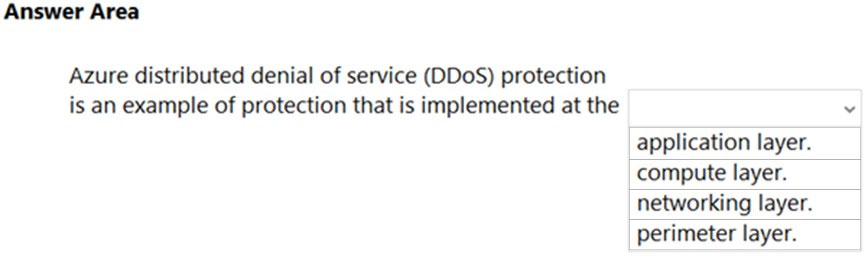 Answer Area
Azure distributed denial of service (DDoS) protection
is an example of protection that is implemented at the
application layer.
compute layer.
networking layer.
perimeter layer.